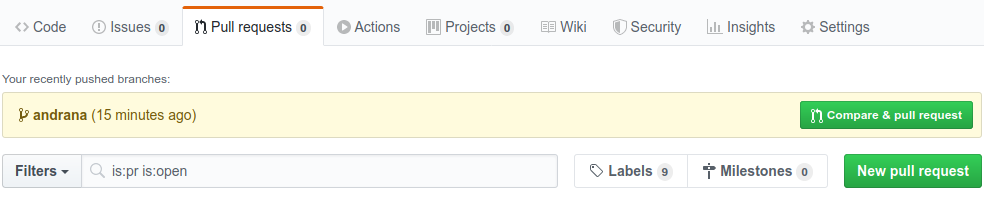 Code Issues 0 Pull requests 0 Actions Projects 0 Wiki Security Insights Settings
Your recently pushed branches:
andrana (15 minutes ago) Compare & pull request
Filters is:pr is:open Labels 9 Milestones 0 New pull request